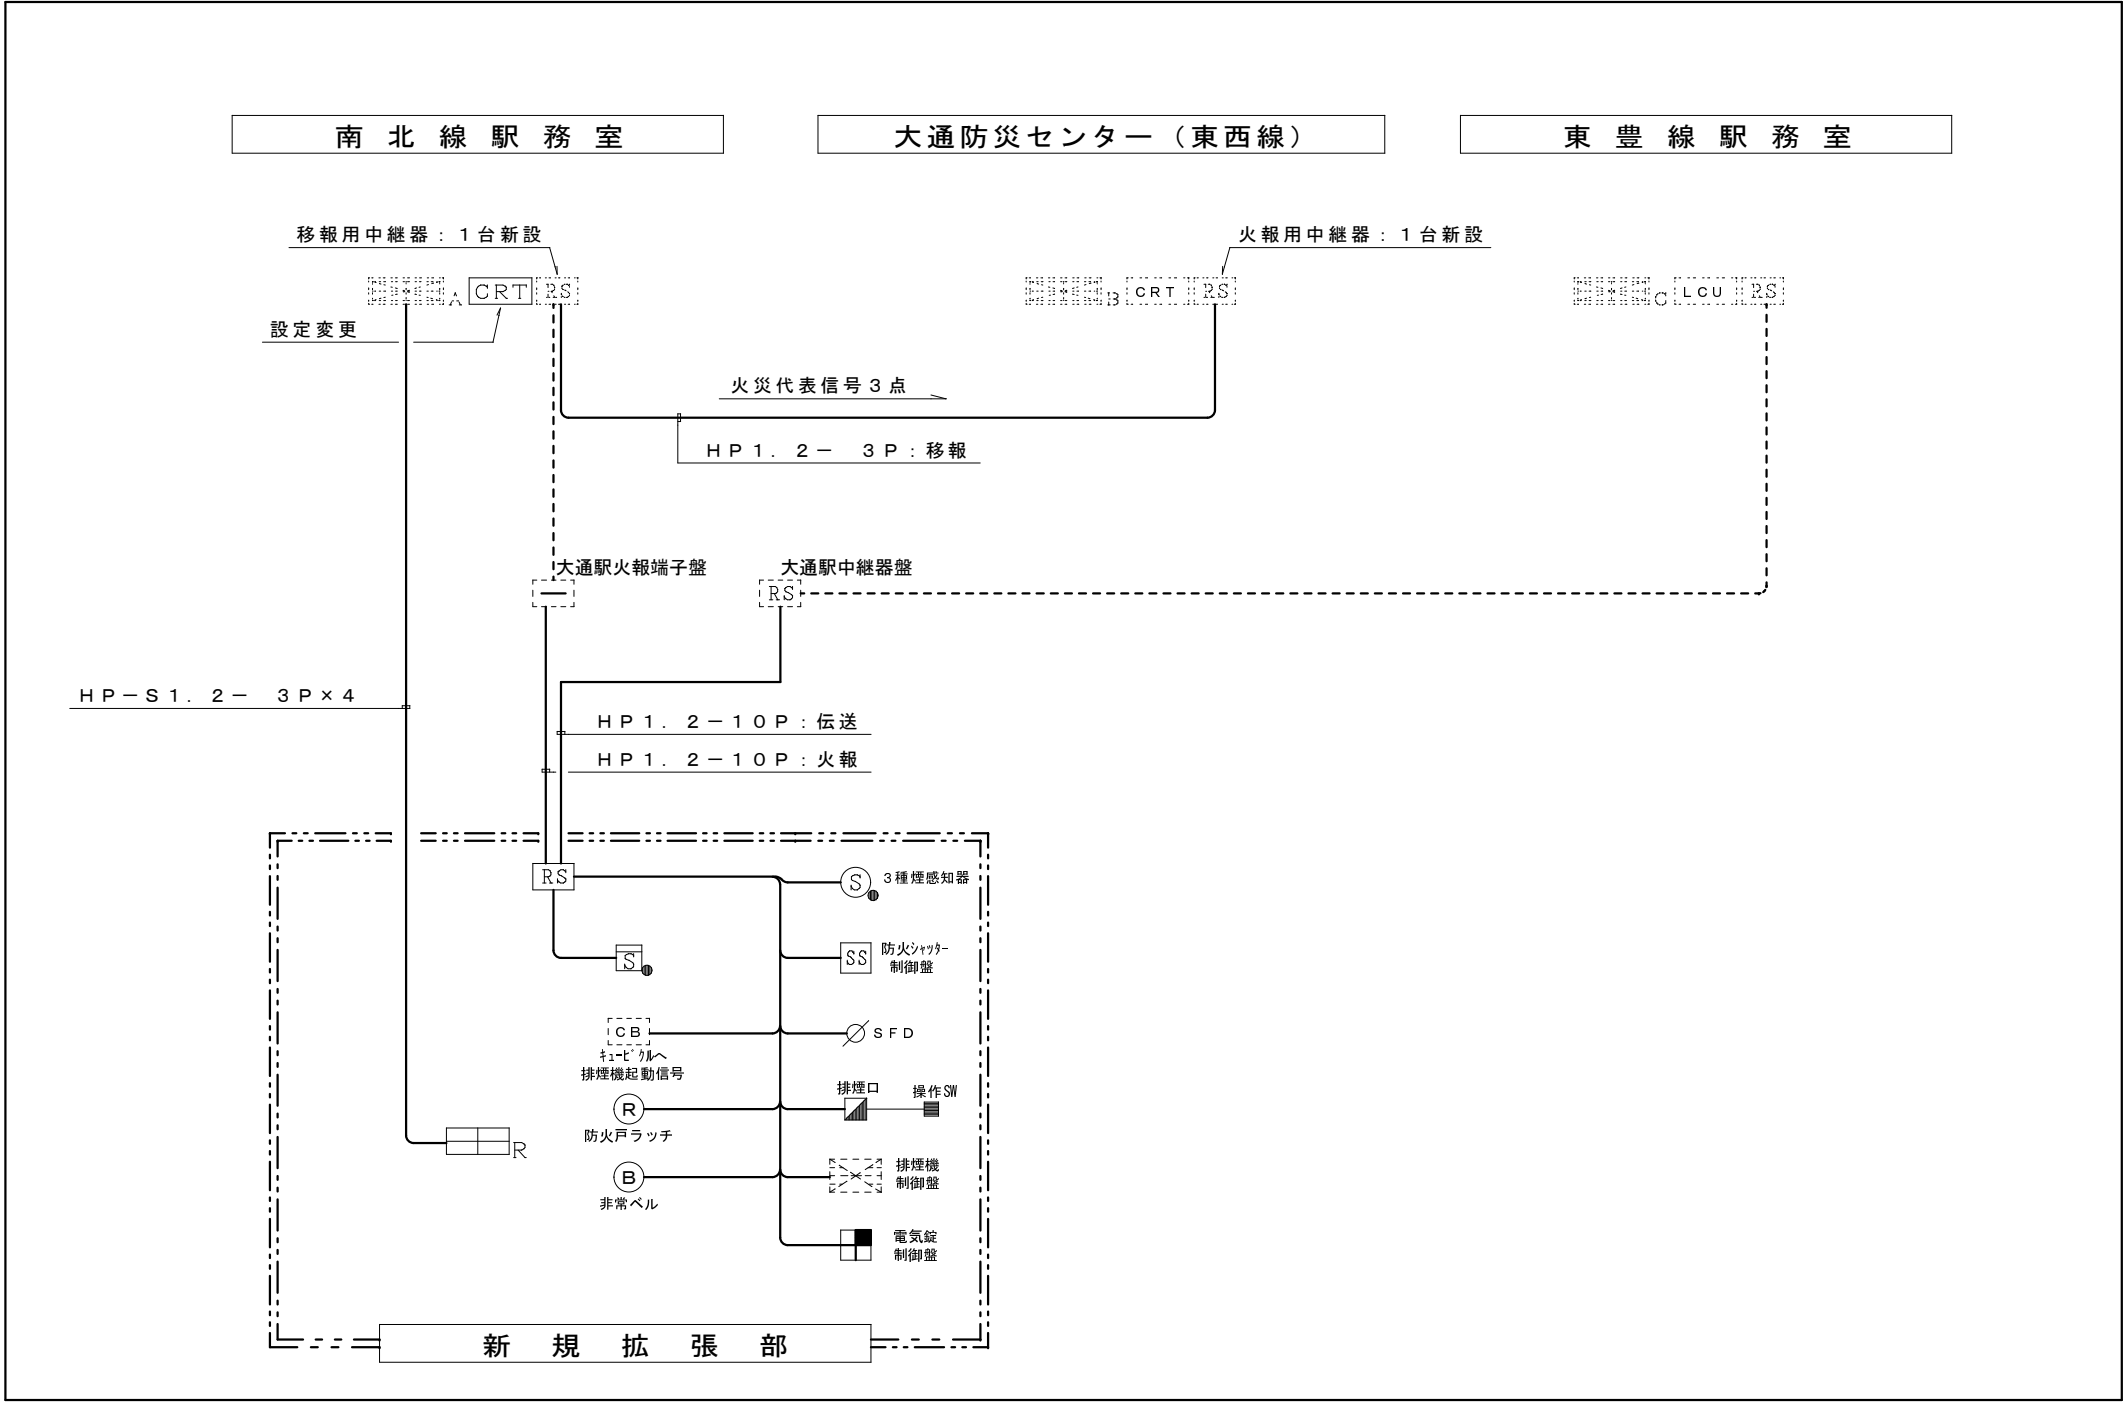 南北線駅務室
大通防災センター（東西線）
東豊線駅務室
移報用中継器：１台新設
火報用中継器：１台新設
A CRT RS
B CRT RS
C LCU RS
設定変更
火災代表信号３点
ＨＰ１．２－　３Ｐ：移報
大通駅火報端子盤
大通駅中継器盤
RS
ＨＰ－Ｓ１．２－　３Ｐ×４
ＨＰ１．２－１０Ｐ：伝送
ＨＰ１．２－１０Ｐ：火報
RS
S
３種煙感知器
S
SS
防火ｼｬｯﾀｰ
制御盤
CB
ｷｭｰﾋﾞｸﾙへ
排煙機起動信号
ＳＦＤ
排煙口
操作SW
R
防火戸ラッチ
R
B
非常ベル
排煙機
制御盤
電気錠
制御盤
新規拡張部